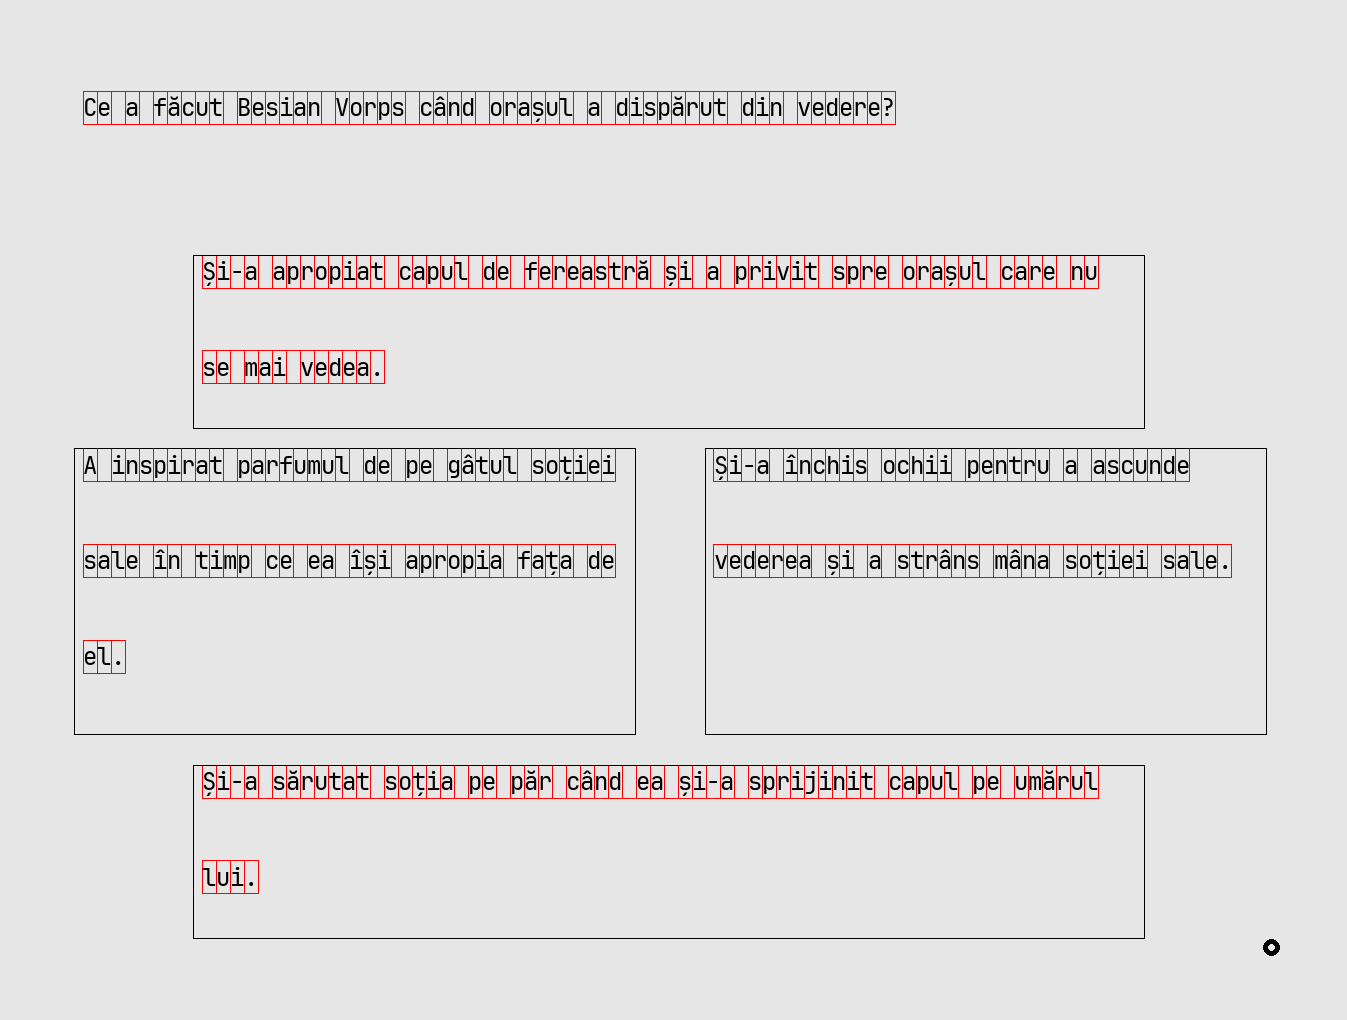 Ce a făcut Besian Vorps când orașul a dispărut din vedere?
Și-a apropiat capul de fereastră și a privit spre orașul care nu
se mai vedea.
A inspirat parfumul de pe gâtul soției
sale în timp ce ea își apropia fața de
el.
Și-a închis ochii pentru a ascunde
vederea și a strâns mâna soției sale.
Și-a sărutat soția pe păr când ea și-a sprijinit capul pe umărul
lui.